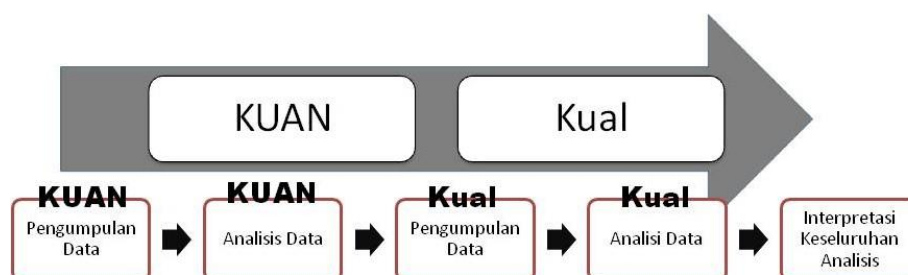 KUAN
Kual
KUAN
Pengumpulan
Data
KUAN
Analisis Data
Kual
Pengumpulan
Data
Kual
Analisi Data
Interpretasi
Keseluruhan
Analisis